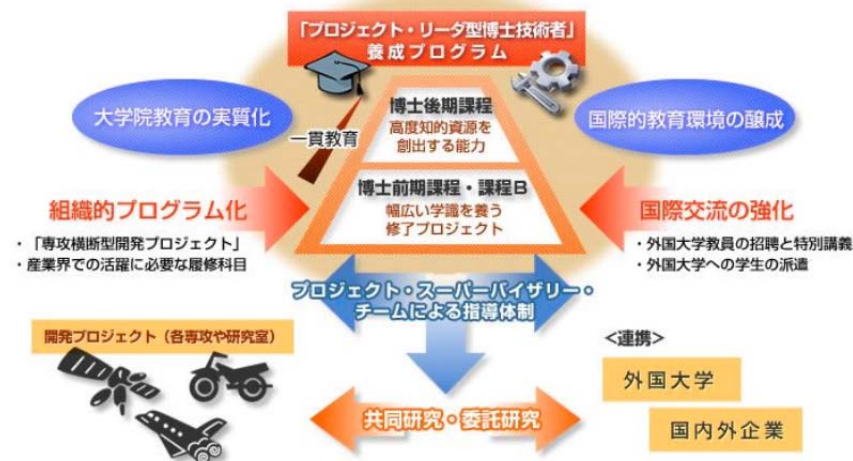 「プロジェクト・リーダ型博士技術者」
養成プログラム
大学院教育の実質化
国際的教育環境の醸成
一貫教育
博士後期課程
高度知的資源を
創出する能力
博士前期課程・課程B
幅広い学識を養う
修了プロジェクト
組織的プログラム化
・「専攻横断型開発プロジェクト」
・産業界での活躍に必要な履修科目
国際交流の強化
・外国大学教員の招聘と特別講義
・外国大学への学生の派遣
プロジェクト・スーパーバイザリー・
チームによる指導体制
開発プロジェクト（各専攻や研究室）
共同研究・委託研究
<連携>
外国大学
国内外企業